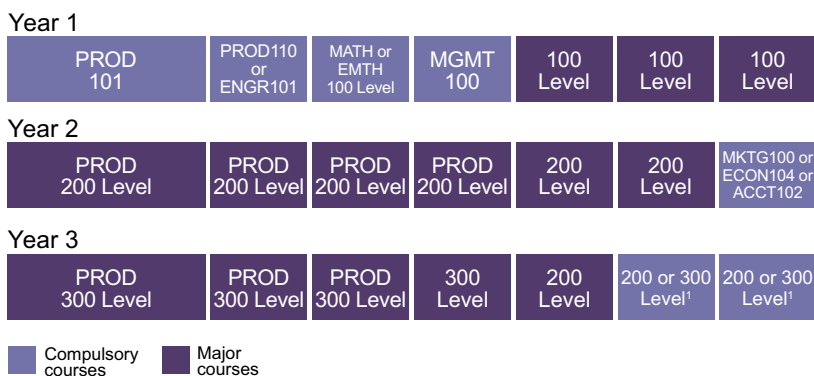 Year 1
PROD
101
PROD110
or
ENGR101
MATH or
EMTH
100 Level
MGMT
100
100
Level
100
Level
100
Level
Year 2
PROD
200 Level
PROD
200 Level
PROD
200 Level
PROD
200 Level
200
Level
200
Level
MKTG100 or
ECON104 or
ACCT102
Year 3
PROD
300 Level
PROD
300 Level
PROD
300 Level
300
Level
200
Level
200 or 300
Level¹
200 or 300
Level¹
Compulsory
courses
Major
courses